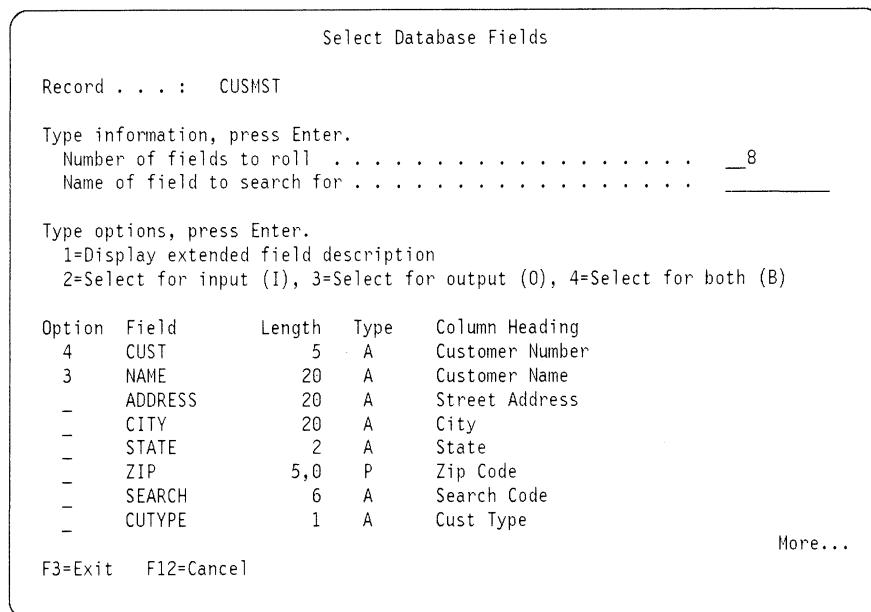 Select Database Fields
Record . . . :   CUSMST
Type information, press Enter.
Number of fields to roll  . . . . . . . . . . . . . . . . . .   __8
Name of field to search for . . . . . . . . . . . . . . . . .   __________
Type options, press Enter.
1=Display extended field description
2=Select for input (I), 3=Select for output (O), 4=Select for both (B)
Option  Field  Length  Type  Column Heading
4  CUST  5  A  Customer Number
3  NAME  20  A  Customer Name
_  ADDRESS  20  A  Street Address
_  CITY  20  A  City
_  STATE  2  A  State
_  ZIP  5,0  P  Zip Code
_  SEARCH  6  A  Search Code
_  CUTYPE  1  A  Cust Type
More...
F3=Exit   F12=Cancel